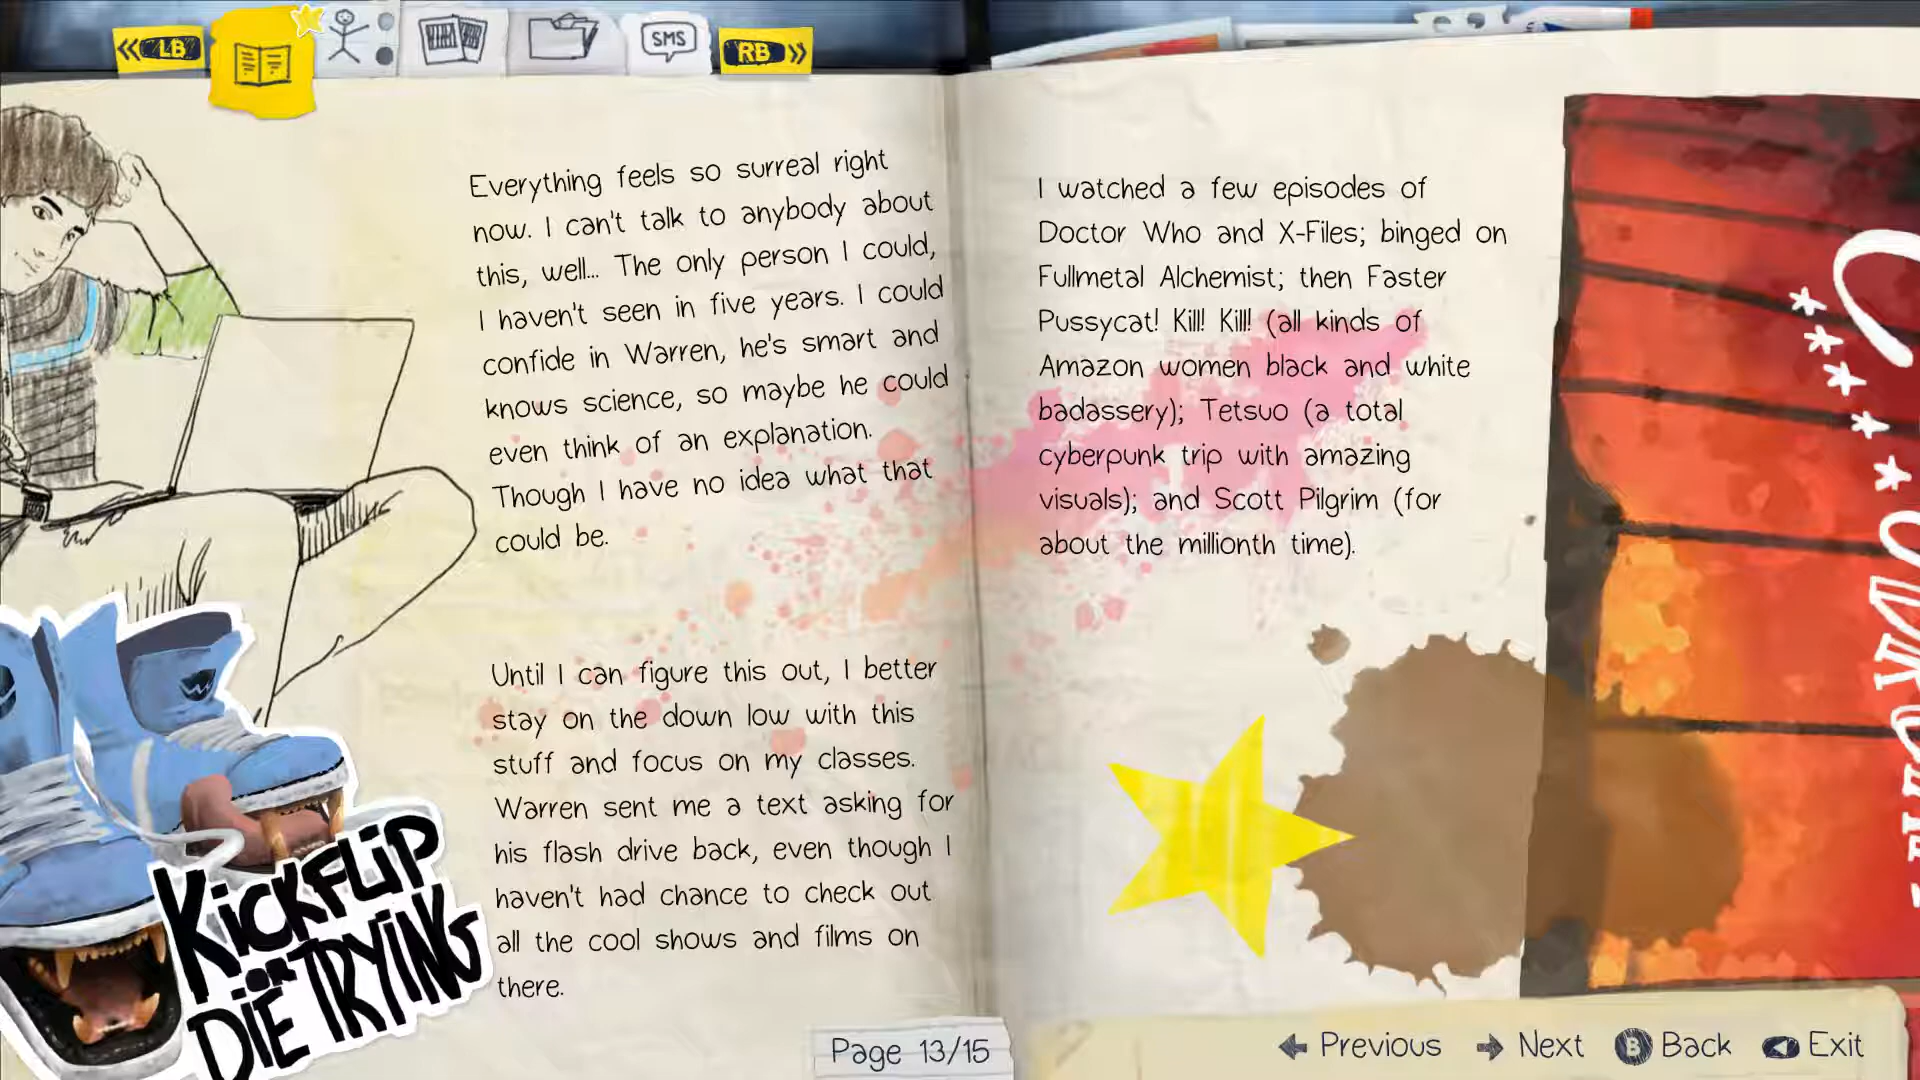 LB
SMS
RB
Everything feels so surreal right
now. I can't talk to anybody about
this, well... The only person I could,
I haven't seen in five years. I could
confide in Warren, he's smart and
knows science, so maybe he could
even think of an explanation.
Though I have no idea what that
could be.
Until I can figure this out, I better
stay on the down low with this
stuff and focus on my classes.
Warren sent me a text asking for
his flash drive back, even though I
haven't had chance to check out
all the cool shows and films on
there.
KICKFLIP
OR
DIE TRYING
I watched a few episodes of
Doctor Who and X-Files; binged on
Fullmetal Alchemist; then Faster
Pussycat! Kill! Kill! (all kinds of
Amazon women black and white
badassery); Tetsuo (a total
cyberpunk trip with amazing
visuals); and Scott Pilgrim (for
about the millionth time).
Page 13/15
Previous
Next
B Back
Exit